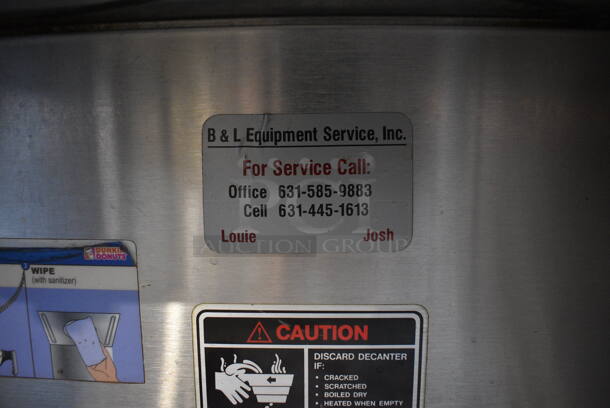 B & L Equipment Service, Inc.
For Service Call:
Office 631-585-9883
Cell 631-445-1613
Louie Josh
AUCTION GROUP
DUNKIN'
DONUTS
WIPE
(with sanitizer)
CAUTION
DISCARD DECANTER
IF:
• CRACKED
• SCRATCHED
• BOILED DRY
• HEATED WHEN EMPTY